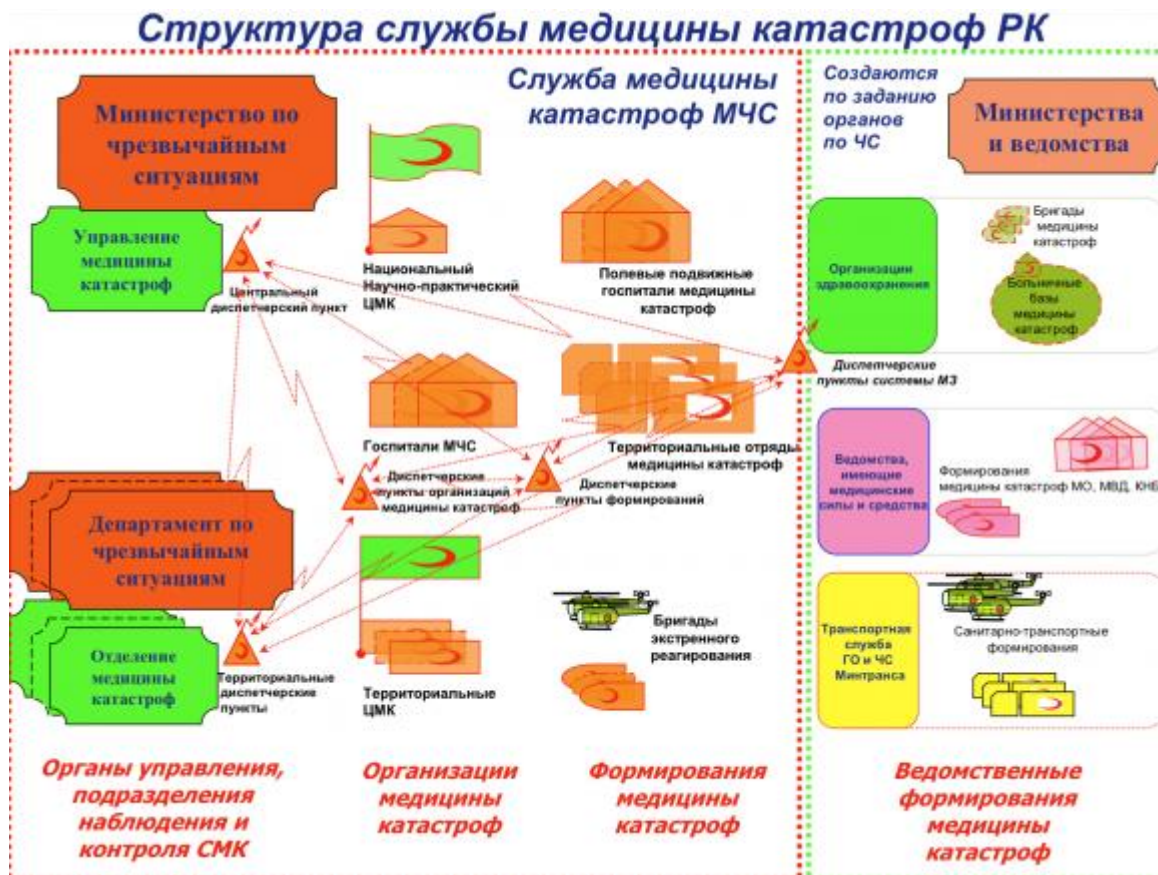 Структура службы медицины катастроф РК
Служба медицины
катастроф МЧС
Создаются
по заданию
органов
по ЧС
Министерства
и ведомства
Министерство по
чрезвычайным
ситуациям
Управление
медицины
катастроф
Центральный
диспетчерский пункт
Национальный
Научно-практический
ЦМК
Полевые подвижные
госпитали медицины
катастроф
Организации
здравоохранения
Бригады
медицины
катастроф
Больничные
базы
медицины
катастроф
Диспетчерские
пункты системы МЗ
Госпитали МЧС
Территориальные отряды
медицины катастроф
Диспетчерские
пункты организаций
медицины катастроф
Диспетчерские
пункты формирований
Ведомства,
имеющие
медицинские
силы и средства
Формирования
медицины катастроф МО, МВД, КНБ
Департамент по
чрезвычайным
ситуациям
Отделение
медицины
катастроф
Территориальные
диспетчерские
пункты
Территориальные
ЦМК
Бригады
экстренного
реагирования
Транспортная
служба
ГО и ЧС
Минтранса
Санитарно-транспортные
формирования
Органы управления,
подразделения
наблюдения и
контроля СМК
Организации
медицины
катастроф
Формирования
медицины
катастроф
Ведомственные
формирования
медицины
катастроф